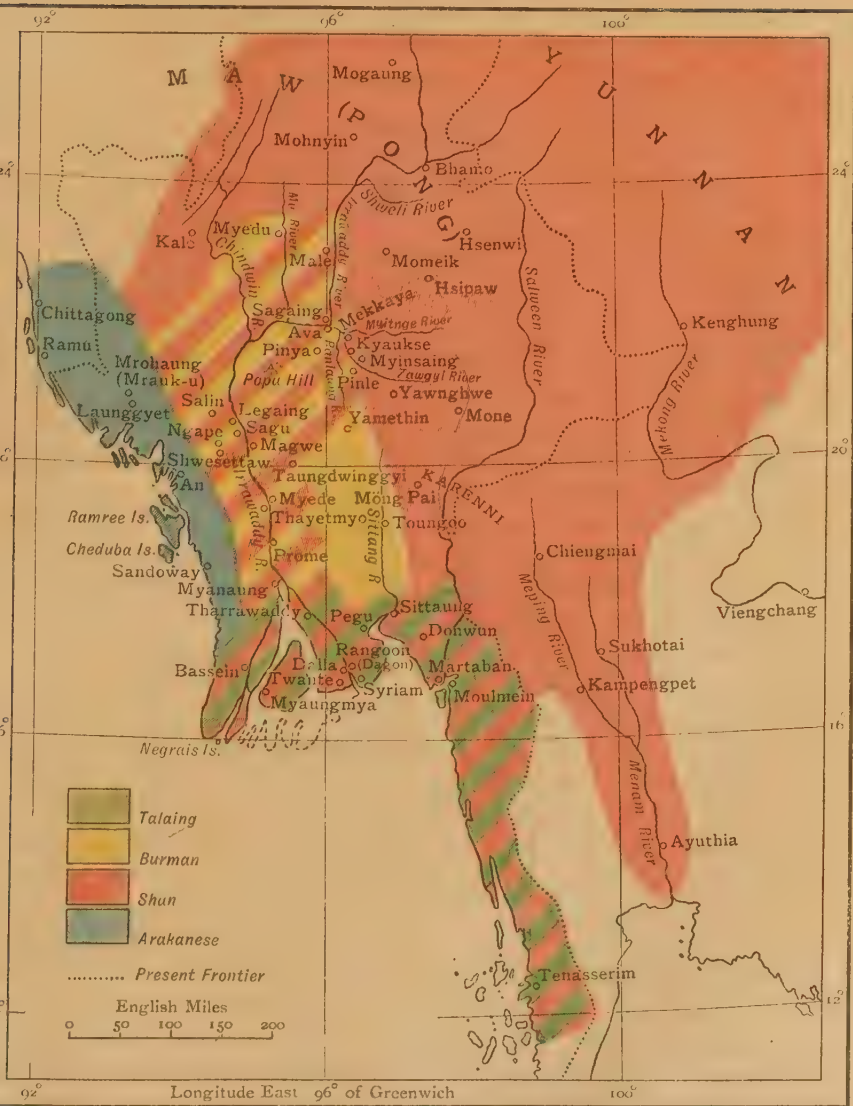 92°
96°
100°
MAW
(PONG)
YUNNAN
Mogaung
Mohnyin
24°
Bhamo
24°
Shweli River
Kale
Myedu
Mu River
Irrawaddy River
Hsenwi
Chindwin R.
Male
Momeik
Hsipaw
Salween River
Chittagong
Sagaing
Mekkaya
Myitnge River
Kenghung
Ramu
Ava
Kyaukse
Mekong River
Pinya
Myinsaing
Mrohaung
(Mrauk-u)
Popa Hill
Panlaung R.
Pinle
Zawgyi River
Launggyet
Salin
Legaing
Yawnghwe
Ngape
Sagu
Yamethin
Mone
Magwe
20°
Shwesettaw
Taungdwinggyi
KARENNI
An
Irrawaddy R.
Myede
Möng Pai
Ramree Is.
Thayetmyo
Sittang R
Toungoo
Cheduba Is.
Prome
Chiengmai
Sandoway
Myanaung
Meping River
Viengchang
Tharrawaddy
Pegu
Sittaung
Donwun
Sukhotai
Bassein
Rangoon
Dalla
(Dagon)
Martaban
Twante
Syriam
Moulmein
Kampengpet
Myaungmya
16°
Negrais Is.
Menam River
Talaing
Burman
Ayuthia
Shan
Arakanese
Present Frontier
Tenasserim
English Miles
0 50 100 150 200
12°
92°
Longitude East 96° of Greenwich
100°